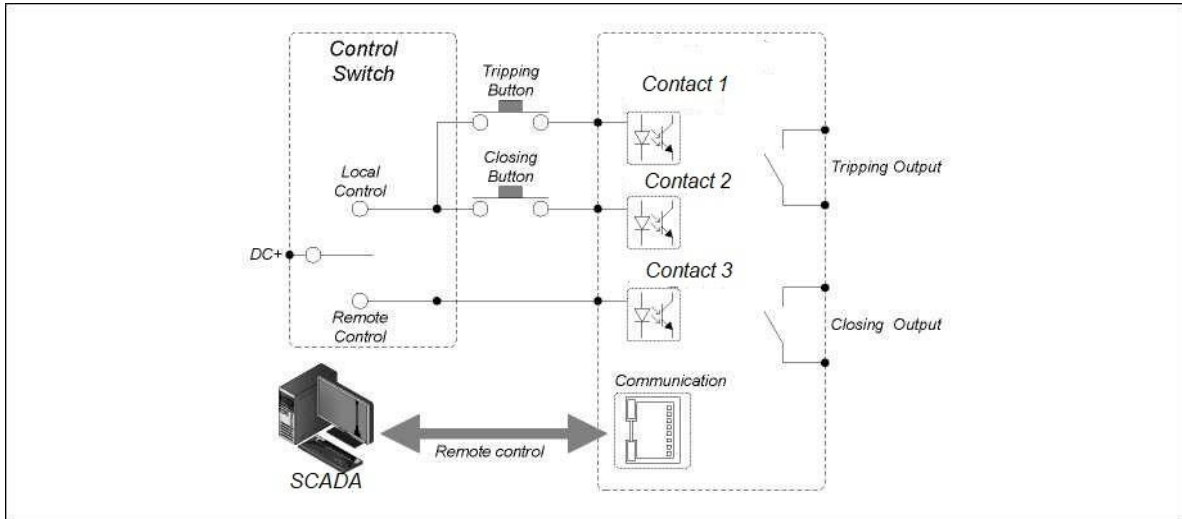 Control
Switch
Tripping
Button
Contact 1
Closing
Button
Local
Control
Contact 2
Tripping Output
DC+
Contact 3
Remote
Control
Closing Output
Communication
Remote control
SCADA